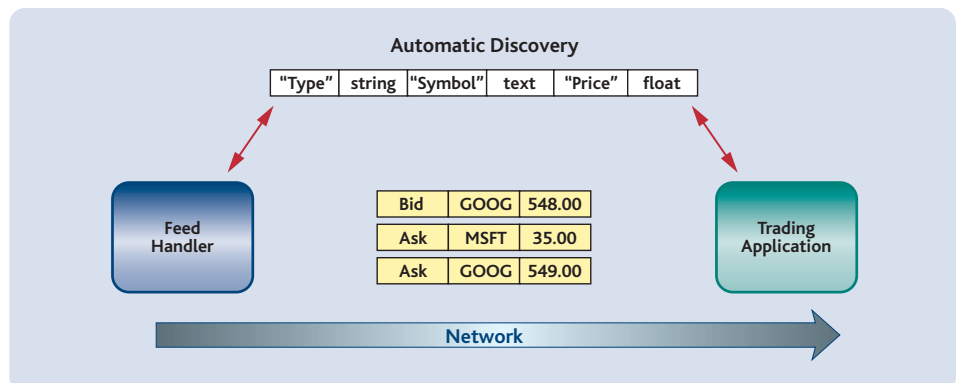 Automatic Discovery
“Type” string “Symbol” text “Price” float
Feed
Handler
Bid GOOG 548.00
Ask MSFT 35.00
Ask GOOG 549.00
Trading
Application
Network